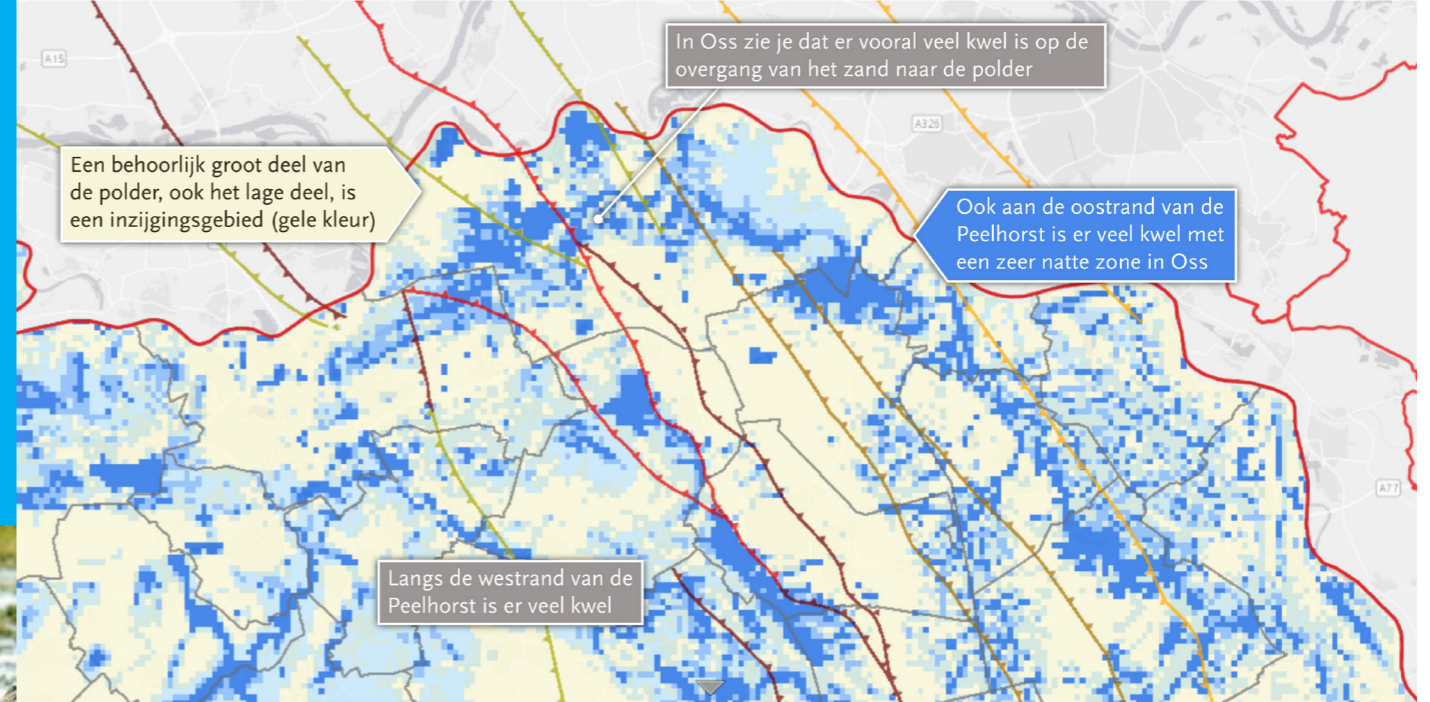 In Oss zie je dat er vooral veel kwel is op de
overgang van het zand naar de polder
A15
A326
Een behoorlijk groot deel van
de polder, ook het lage deel, is
een inzijgingsgebied (gele kleur)
Ook aan de oostrand van de
Peelhorst is er veel kwel met
een zeer natte zone in Oss
A77
Langs de westrand van de
Peelhorst is er veel kwel